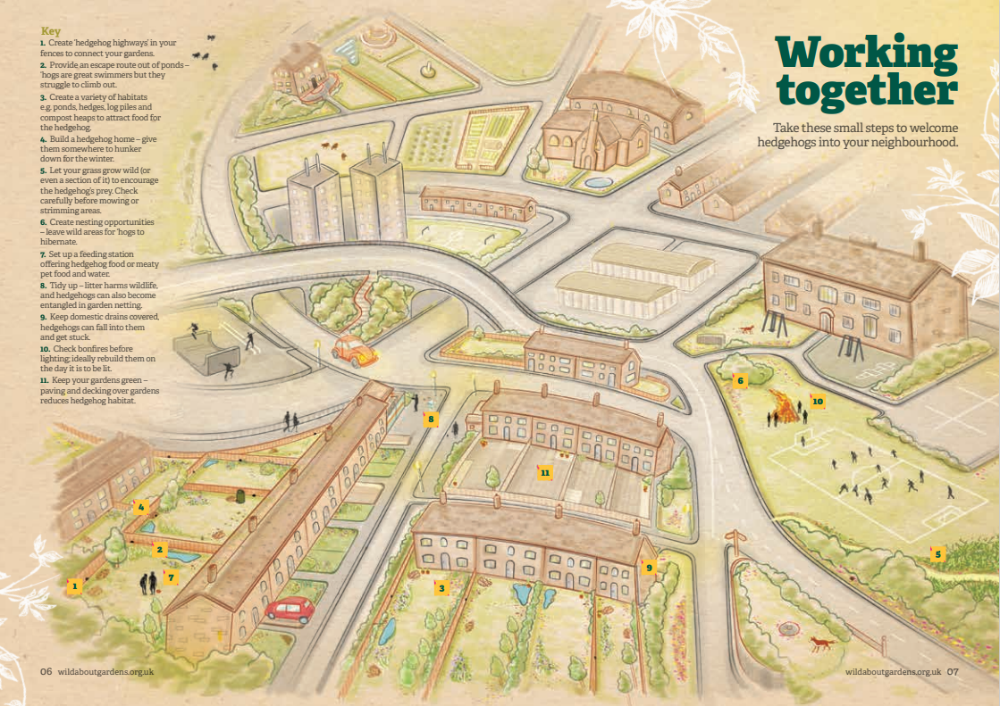 Key
1. Create 'hedgehog highways' in your
fences to connect your gardens.
2. Provide an escape route out of ponds –
'hogs are great swimmers but they
struggle to climb out.
3. Create a variety of habitats
e.g. ponds, hedges, log piles and
compost heaps to attract food for
the hedgehog.
4. Build a hedgehog home – give
them somewhere to hunker
down for the winter.
5. Let your grass grow wild (or
even a section of it) to encourage
the hedgehog's prey. Check
carefully before mowing or
strimming areas.
6. Create nesting opportunities
– leave wild areas for 'hogs to
hibernate.
7. Set up a feeding station
offering hedgehog food or meaty
pet food and water.
8. Tidy up – litter harms wildlife,
and hedgehogs can also become
entangled in garden netting.
9. Keep domestic drains covered,
hedgehogs can fall into them
and get stuck.
10. Check bonfires before
lighting; ideally rebuild them on
the day it is to be lit.
11. Keep your gardens green –
paving and decking over gardens
reduces hedgehog habitat.
Working
together
Take these small steps to welcome
hedgehogs into your neighbourhood.
6
10
8
11
4
2
5
9
7
1
3
06 wildaboutgardens.org.uk
wildaboutgardens.org.uk 07